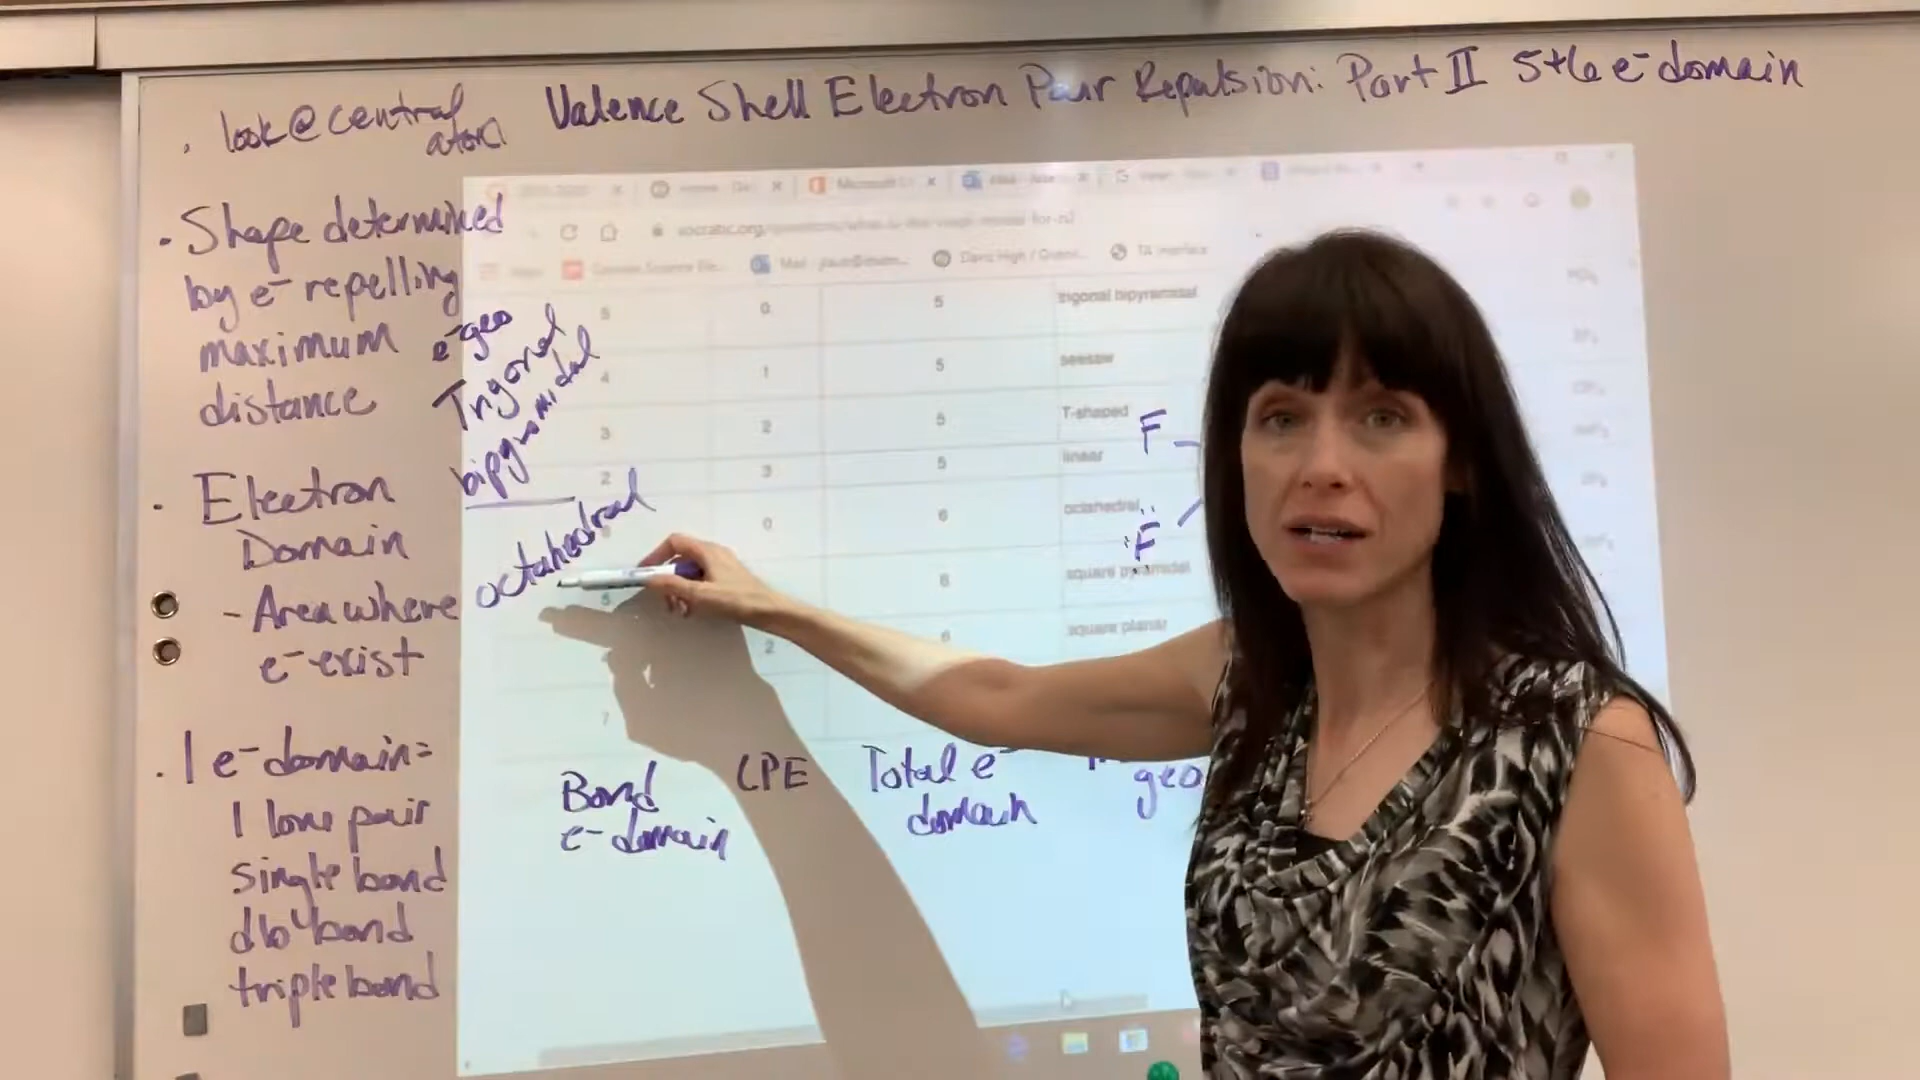 Valence Shell Electron Pair Repulsion: Part II 5+6 e⁻ domain
. look@central
atom
. Shape determined
by e⁻ repelling
maximum
distance
. Electron
Domain
- Area where
e⁻ exist
. 1 e⁻ domain=
1 lone pair
single bond
dbl bond
triple bond
e⁻geo
Trigonal
bipyramidal
octahedral
socratic.org/questions/
5 0 5 trigonal bipyramidal
4 1 5 seesaw
3 2 5 T-shaped
2 3 5 linear
0 6 octahedral
5 6 square pyramidal
2 6 square planar
7
F
F
Bond
e⁻ domain
LPE
Total e⁻
domain
geo